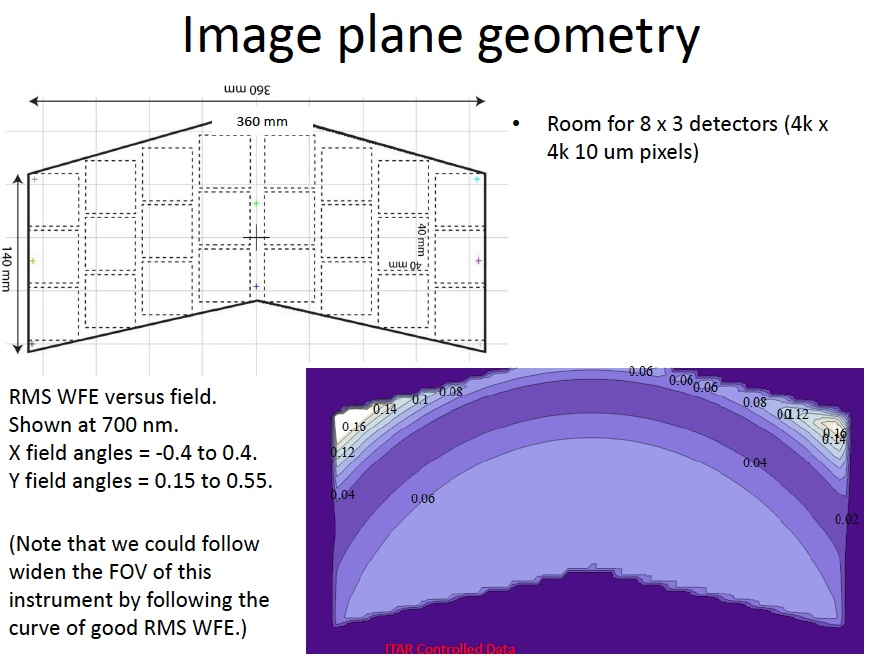 Image plane geometry
360 mm
360 mm
140 mm
40 mm
40 mm
• Room for 8 x 3 detectors (4k x
4k 10 um pixels)
RMS WFE versus field.
Shown at 700 nm.
X field angles = -0.4 to 0.4.
Y field angles = 0.15 to 0.55.
(Note that we could follow
widen the FOV of this
instrument by following the
curve of good RMS WFE.)
0.06
0.06
0.06
0.08
0.1
0.14
0.16
0.12
0.04
0.06
0.08
0.12
0.16
0.14
0.04
0.02
ITAR Controlled Data